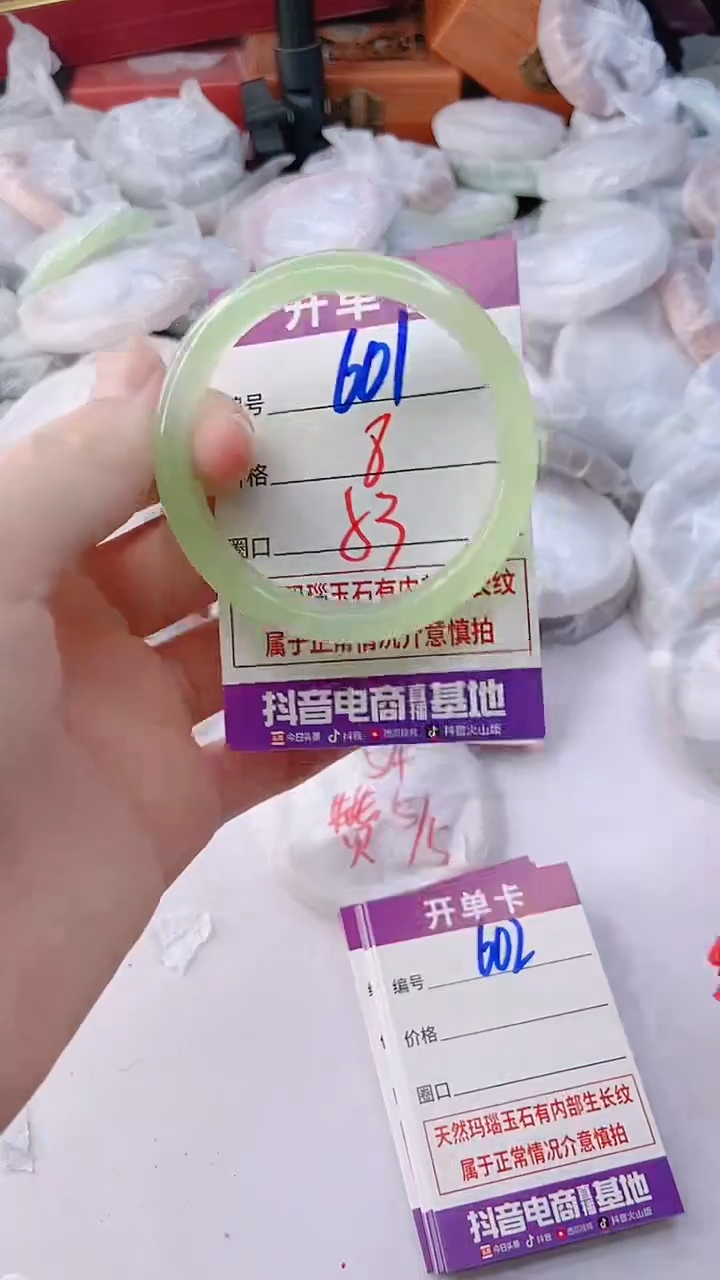 开单
601
编号
8
价格
83
圈口
玛瑙玉石有内 长纹
属于正常情况介意慎拍
抖音电商直播基地
今日头条 抖音 西瓜视频 抖音火山版
54
赞 5/5
开单卡
编号 602
价格
圈口
天然玛瑙玉石有内部生长纹
属于正常情况介意慎拍
抖音电商直播基地
今日头条 抖音 西瓜视频 抖音火山版